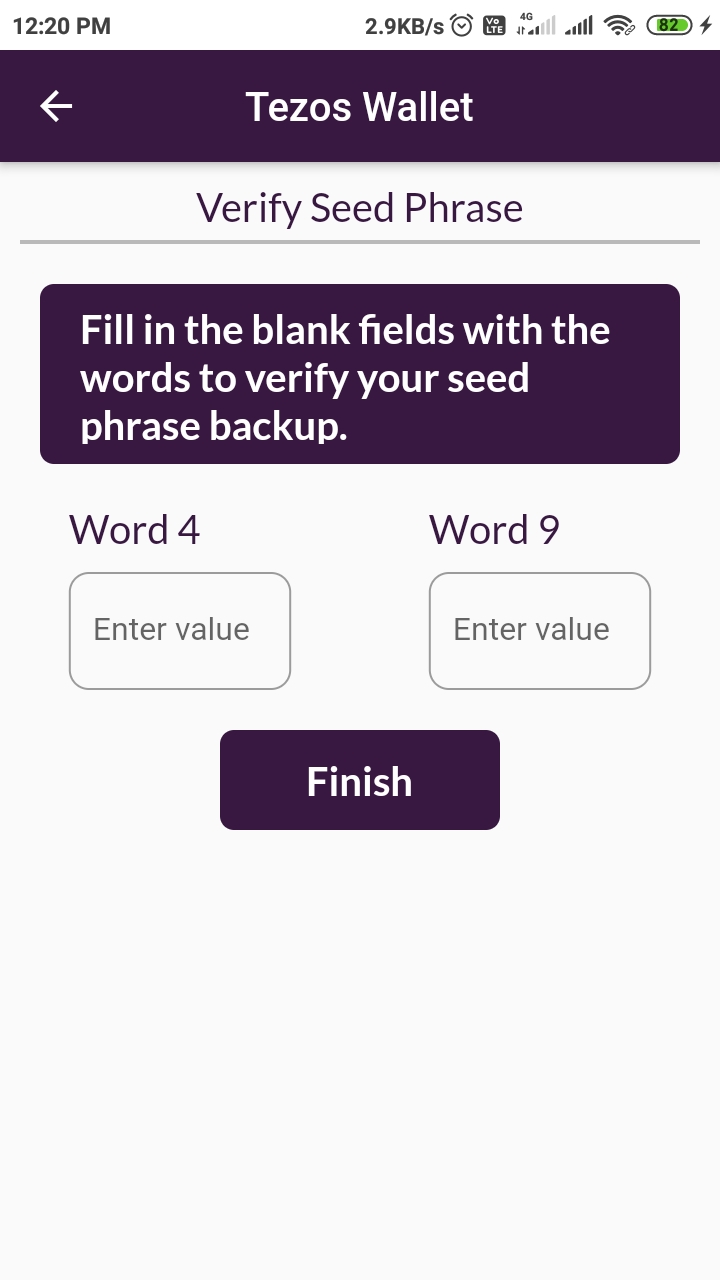 12:20 PM 2.9KB/s Vo LTE 4G 82
Tezos Wallet
Verify Seed Phrase
Fill in the blank fields with the
words to verify your seed
phrase backup.
Word 4 Word 9
Enter value Enter value
Finish